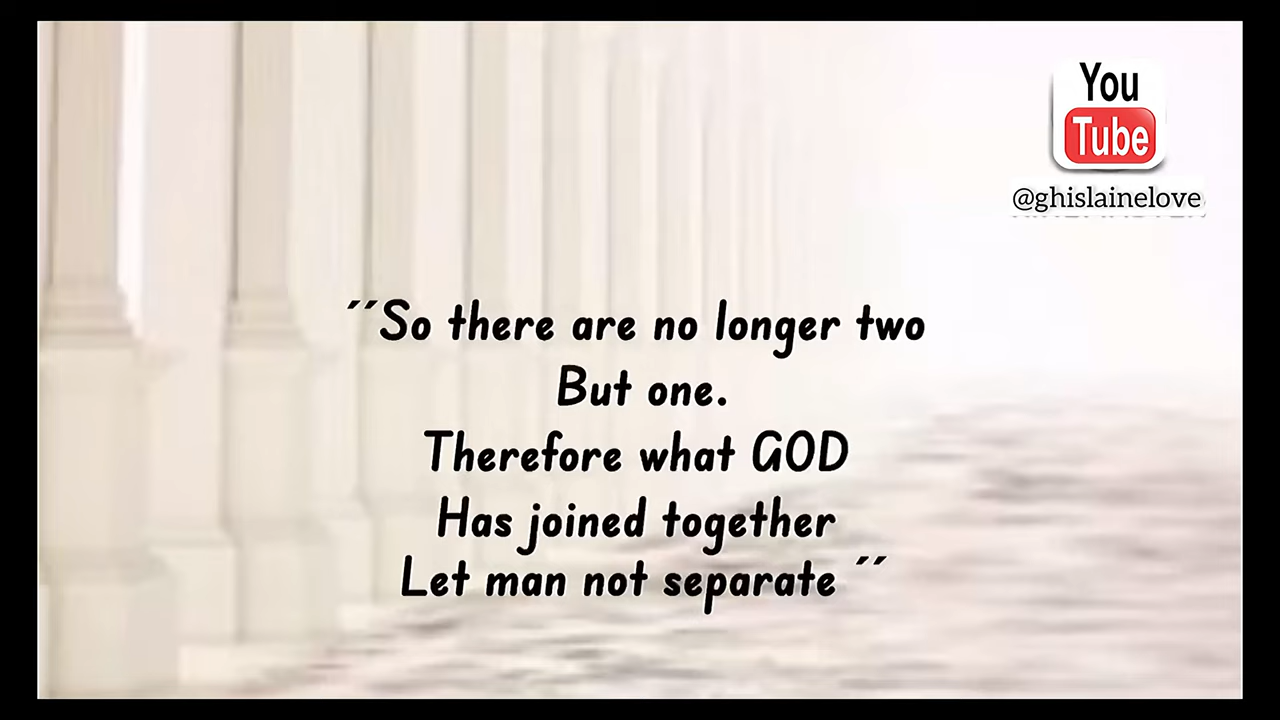 You
Tube
@ghislainelove
´´So there are no longer two
But one.
Therefore what GOD
Has joined together
Let man not separate ´´